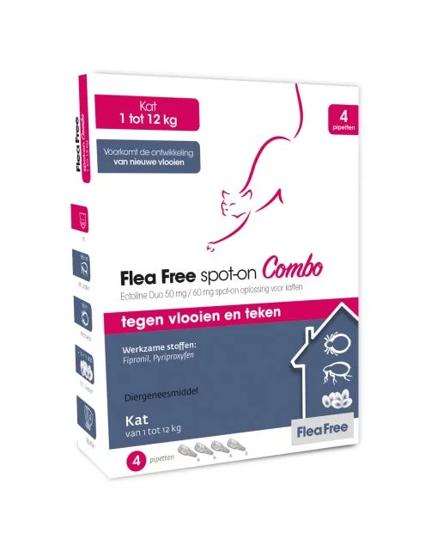 Kat
1 tot 12 kg
4
pipetten
Voorkomt de ontwikkeling
van nieuwe vlooien
Flea Free spot-on Combo
Ectoline Duo 50 mg / 60 mg spot-on oplossing voor katten
tegen vlooien en teken
Werkzame stoffen:
Fipronil, Pyriproxyfen
Diergeneesmiddel
Kat
van 1 tot 12 kg
4 pipetten
Flea Free
Flea Free